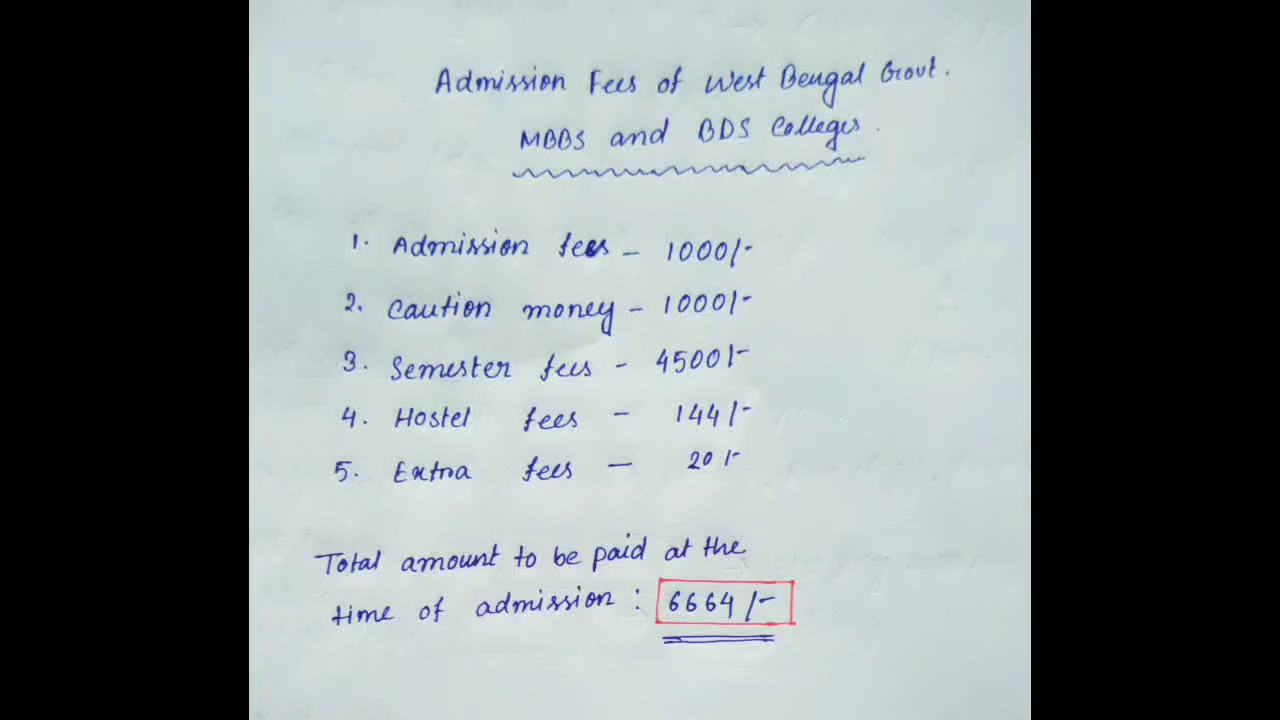 Admission Fees of West Bengal Govt.
MBBS and BDS Colleges.
1. Admission fees - 1000/-
2. Caution money - 1000/-
3. Semester fees - 4500/-
4. Hostel fees - 144/-
5. Extra fees - 20/-
Total amount to be paid at the
time of admission : 6664/-